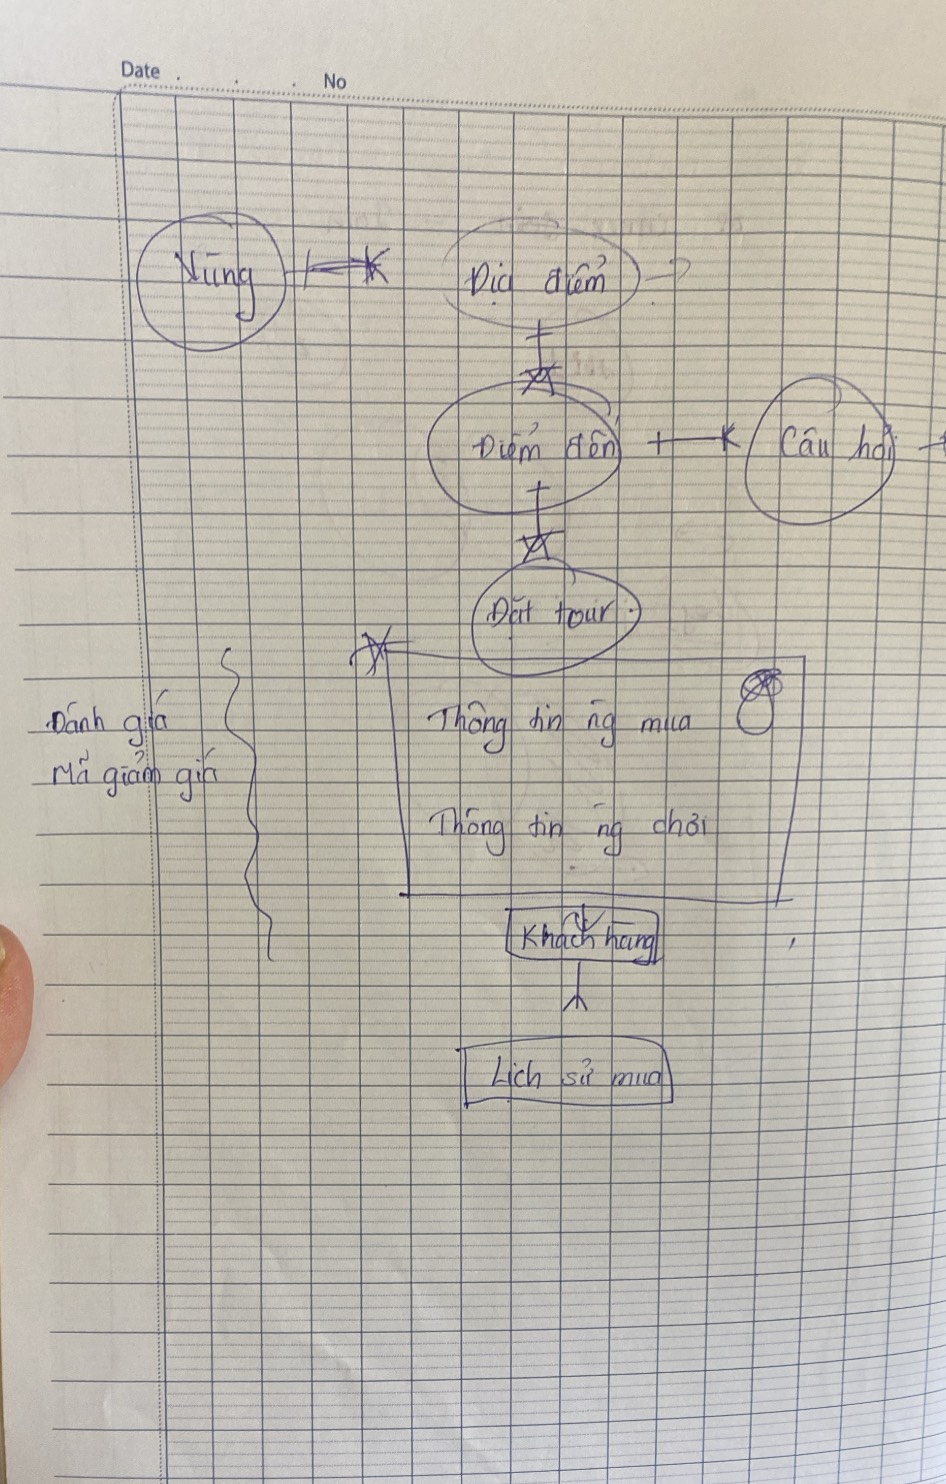 Date . . . No
Vùng
Địa điểm
Điểm đến
Câu hỏi
Đặt tour
Đánh giá
Mã giảm giá
Thông tin ng mua
Thông tin ng chơi
Khách hàng
Lịch sử mua